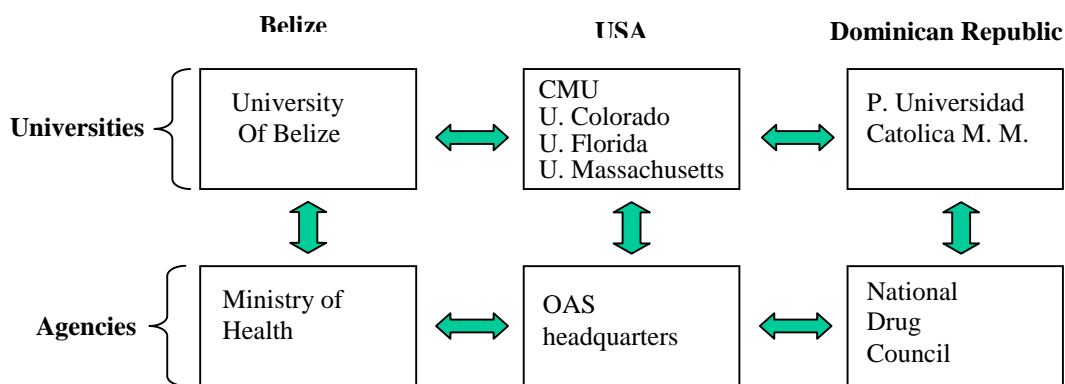 Belize
USA
Dominican Republic
Universities
University
Of Belize
CMU
U. Colorado
U. Florida
U. Massachusetts
P. Universidad
Catolica M. M.
Agencies
Ministry of
Health
OAS
headquarters
National
Drug
Council